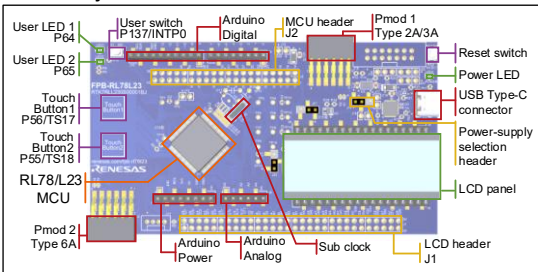 User LED 1
P64
User switch
P137/INTP0
Arduino
Digital
MCU header
J2
Pmod 1
Type 2A/3A
User LED 2
P65
Reset switch
Power LED
FPB-RL78L23
Touch
Button1
P56/TS17
Touch
Button1
USB Type-C
connector
Touch
Button2
P55/TS18
Touch
Button2
Power-supply
selection
header
RENESAS
RL78/L23
MCU
LCD panel
Pmod 2
Type 6A
Arduino
Power
Arduino
Analog
Sub clock
LCD header
J1